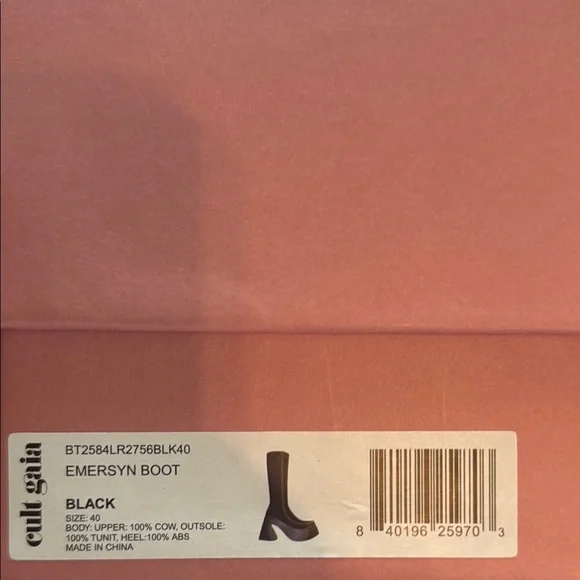 cult gaia
BT2584LR2756BLK40
EMERSYN BOOT
BLACK
SIZE: 40
BODY: UPPER: 100% COW, OUTSOLE:
100% TUNIT, HEEL:100% ABS
MADE IN CHINA
8 40196 25970 3